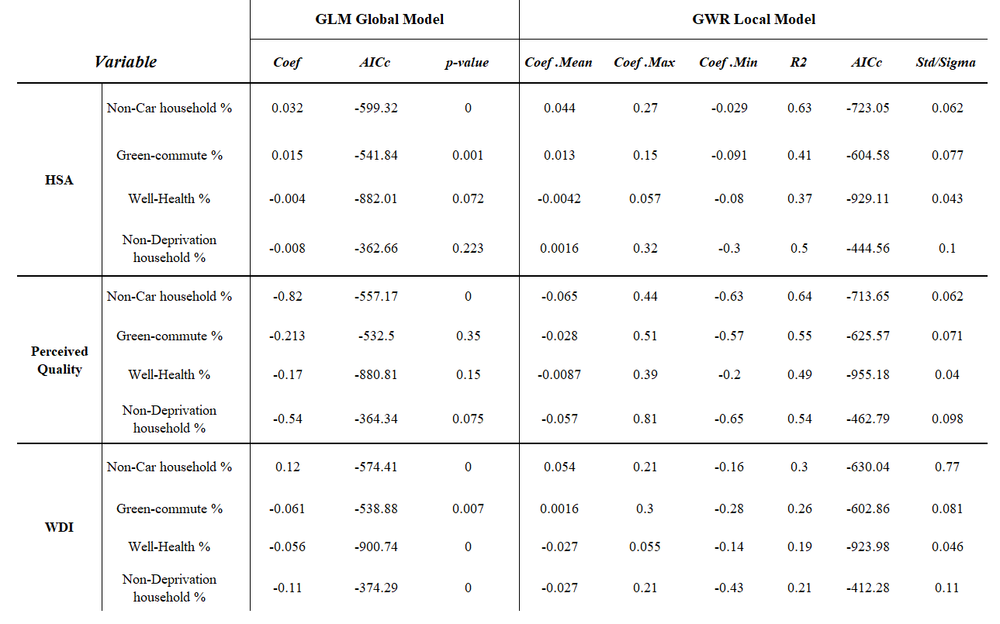 GLM Global Model GWR Local Model
Variable Coef AICc p-value Coef .Mean Coef .Max Coef .Min R2 AICc Std/Sigma
HSA
Non-Car household % 0.032 -599.32 0 0.044 0.27 -0.029 0.63 -723.05 0.062
Green-commute % 0.015 -541.84 0.001 0.013 0.15 -0.091 0.41 -604.58 0.077
Well-Health % -0.004 -882.01 0.072 -0.0042 0.057 -0.08 0.37 -929.11 0.043
Non-Deprivation
household % -0.008 -362.66 0.223 0.0016 0.32 -0.3 0.5 -444.56 0.1
Perceived
Quality
Non-Car household % -0.82 -557.17 0 -0.065 0.44 -0.63 0.64 -713.65 0.062
Green-commute % -0.213 -532.5 0.35 -0.028 0.51 -0.57 0.55 -625.57 0.071
Well-Health % -0.17 -880.81 0.15 -0.0087 0.39 -0.2 0.49 -955.18 0.04
Non-Deprivation
household % -0.54 -364.34 0.075 -0.057 0.81 -0.65 0.54 -462.79 0.098
WDI
Non-Car household % 0.12 -574.41 0 0.054 0.21 -0.16 0.3 -630.04 0.77
Green-commute % -0.061 -538.88 0.007 0.0016 0.3 -0.28 0.26 -602.86 0.081
Well-Health % -0.056 -900.74 0 -0.027 0.055 -0.14 0.19 -923.98 0.046
Non-Deprivation
household % -0.11 -374.29 0 -0.027 0.21 -0.43 0.21 -412.28 0.11